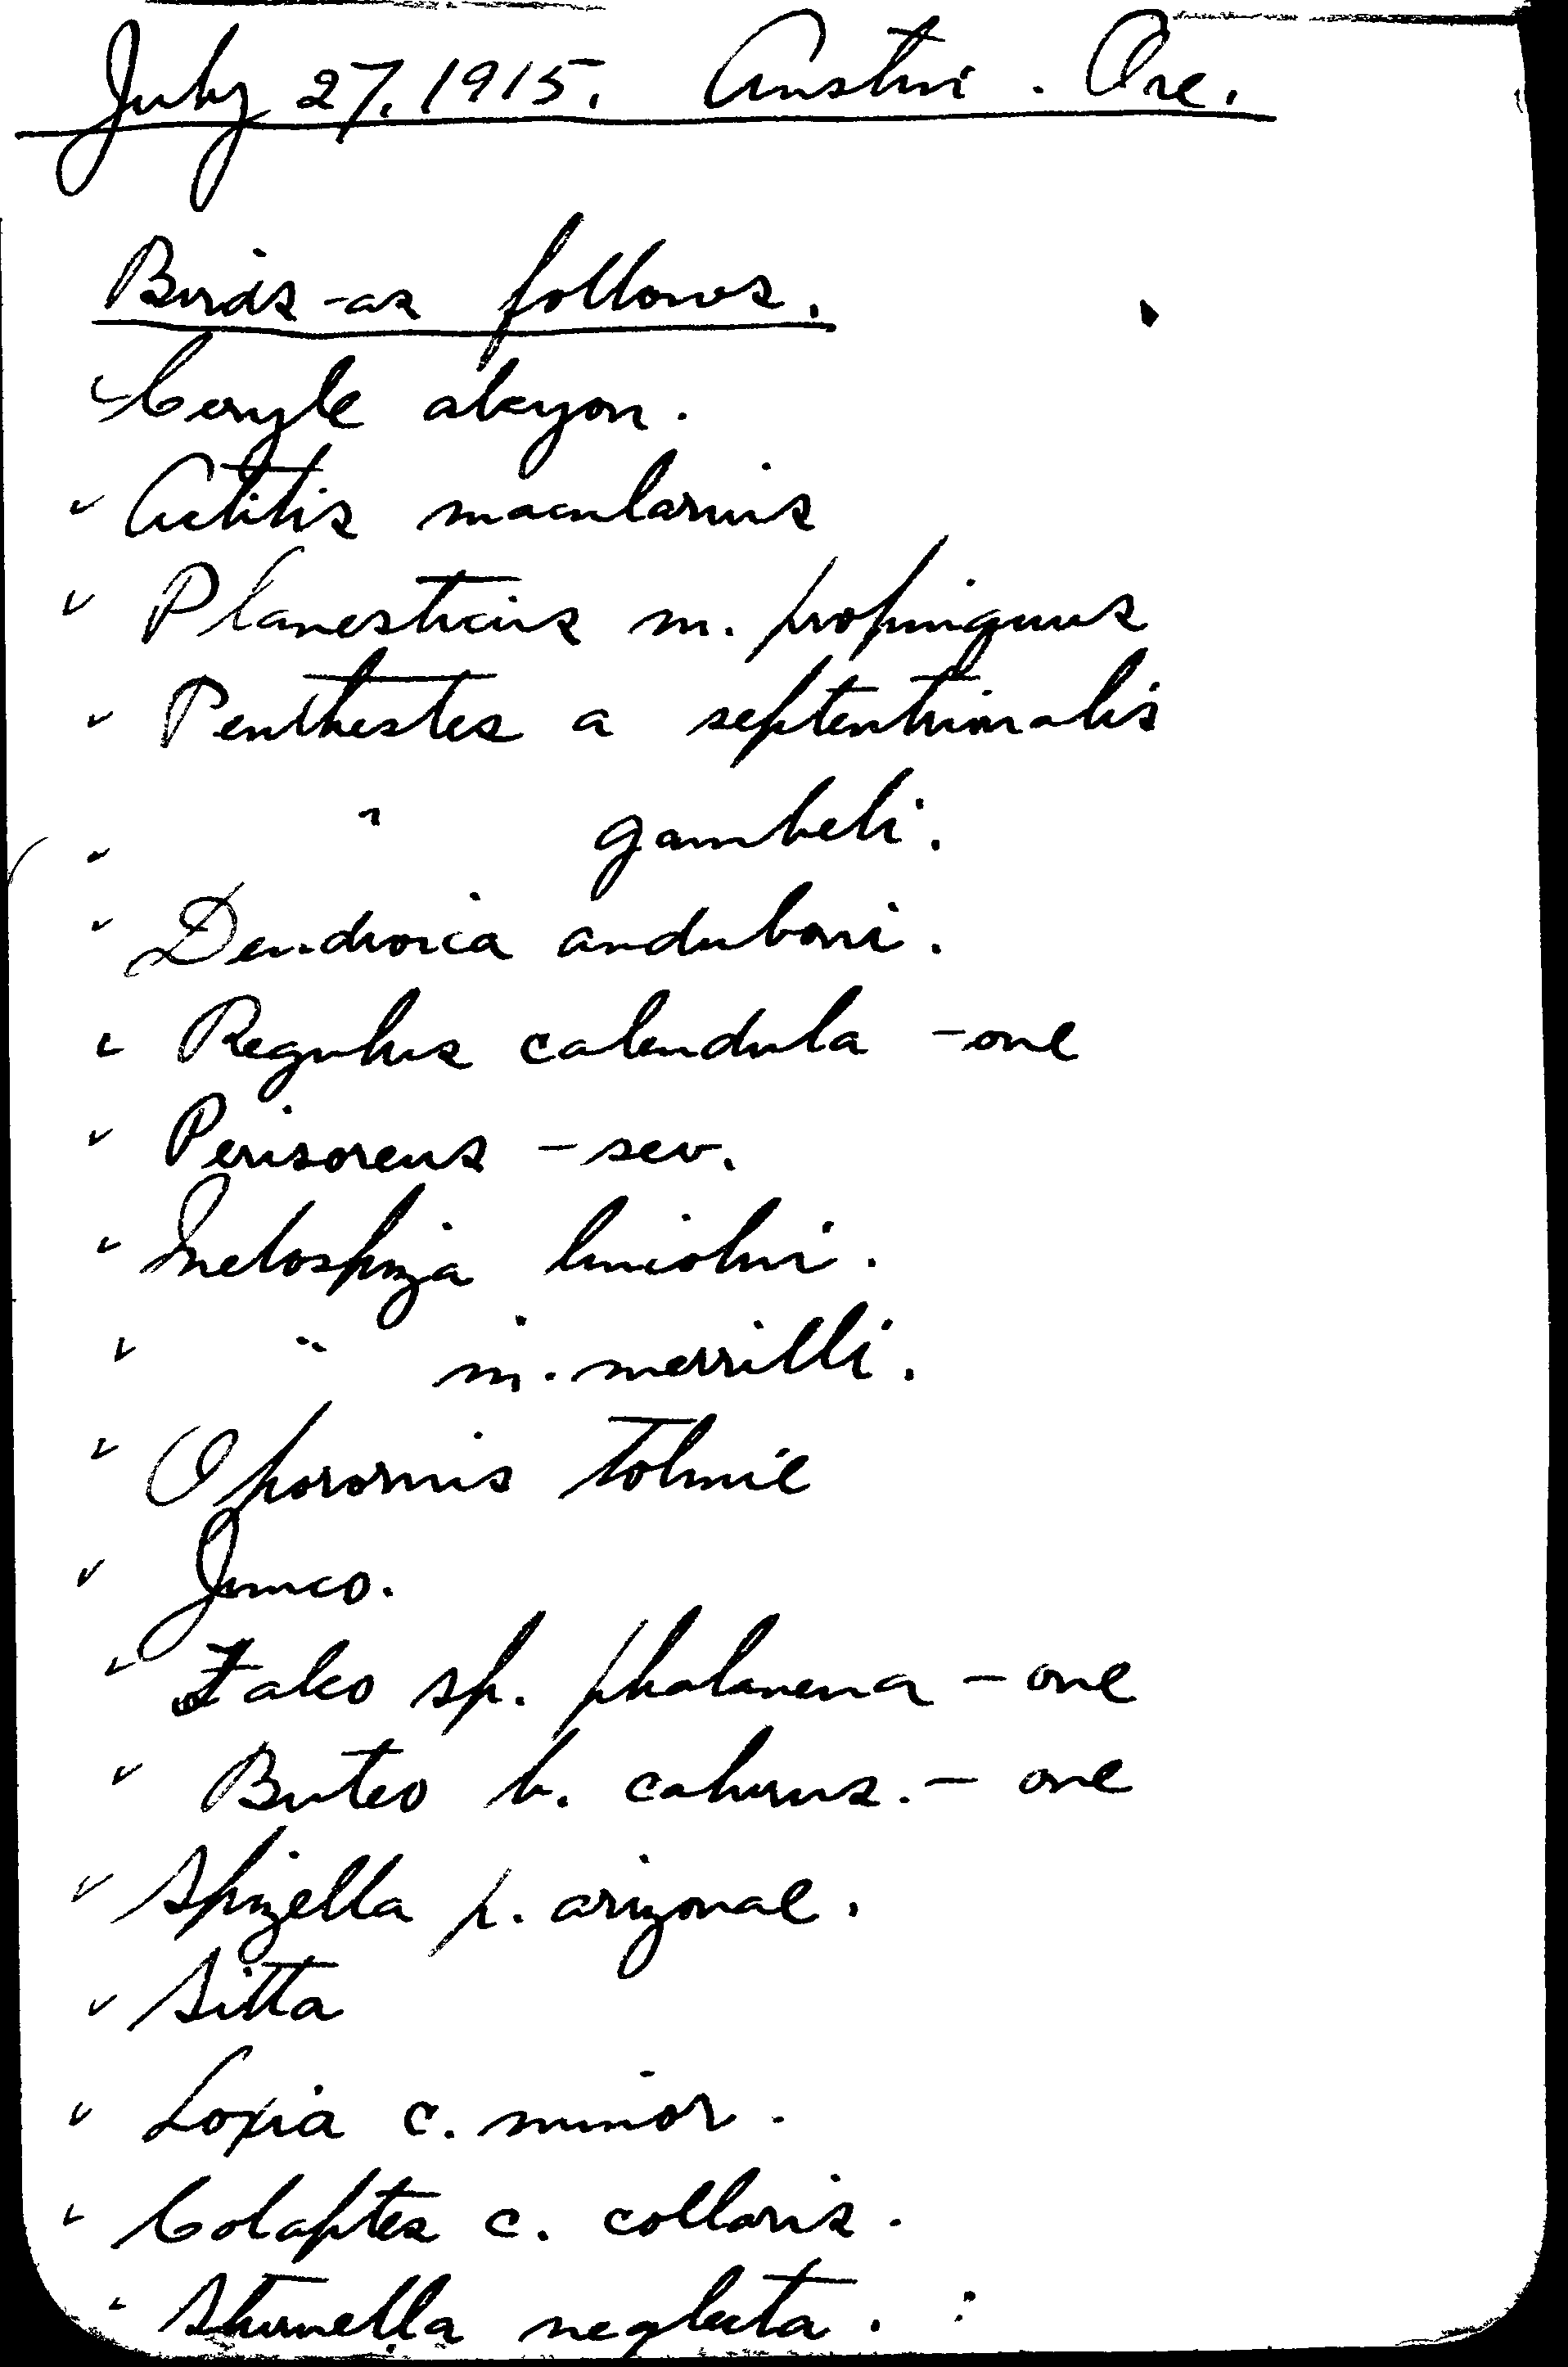 July 27, 1915. Austin. Ore.
Birds - as follows.
✓ Ceryle alcyon.
✓ Actitis macularius
✓ Planesticus m. propinquus
✓ Penthestes a septentrionalis
✓ " gambeli.
✓ Dendroica auduboni.
✓ Regulus calendula - one
✓ Perisoreus - sev.
✓ Melospiza lincolni.
✓ " m. merrilli.
✓ Oporornis tolmie
✓ Junco.
✓ Falco sp. phalanena - one
✓ Buteo b. calurus. - one
✓ Spizella p. arizonae.
✓ Sitta
✓ Loxia c. minor.
✓ Colaptes c. collaris.
✓ Sturnella neglecta. :